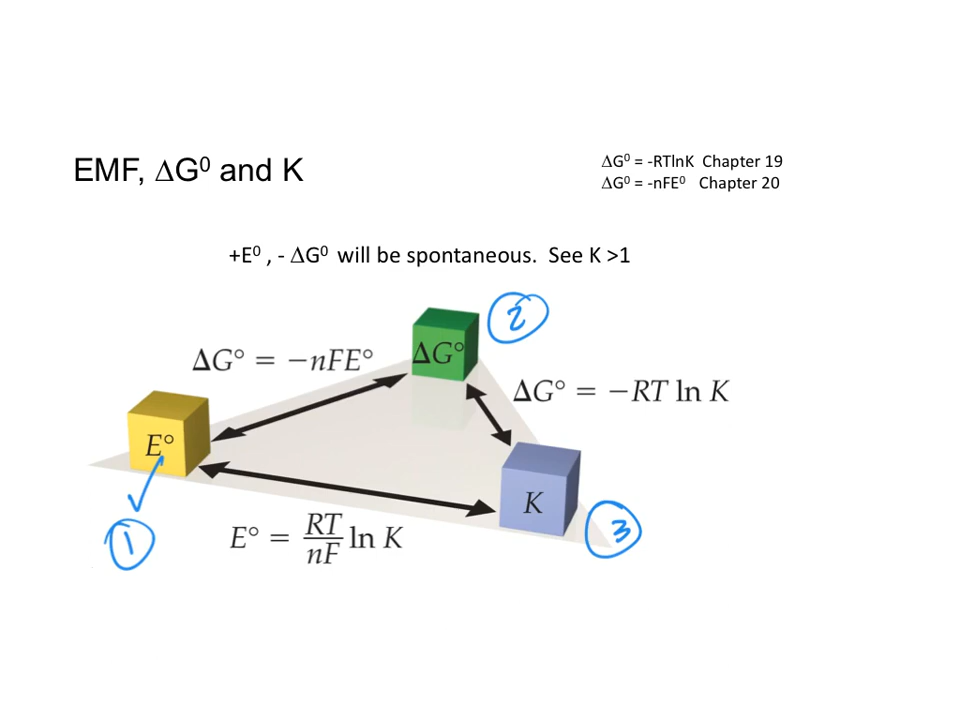 EMF, ΔG⁰ and K
ΔG⁰ = -RTlnK Chapter 19
ΔG⁰ = -nFE⁰ Chapter 20
+E⁰ , - ΔG⁰ will be spontaneous. See K >1
2
ΔG° = −nFE°
ΔG°
ΔG° = −RT ln K
E°
K
1
E° = RT/nF ln K
3